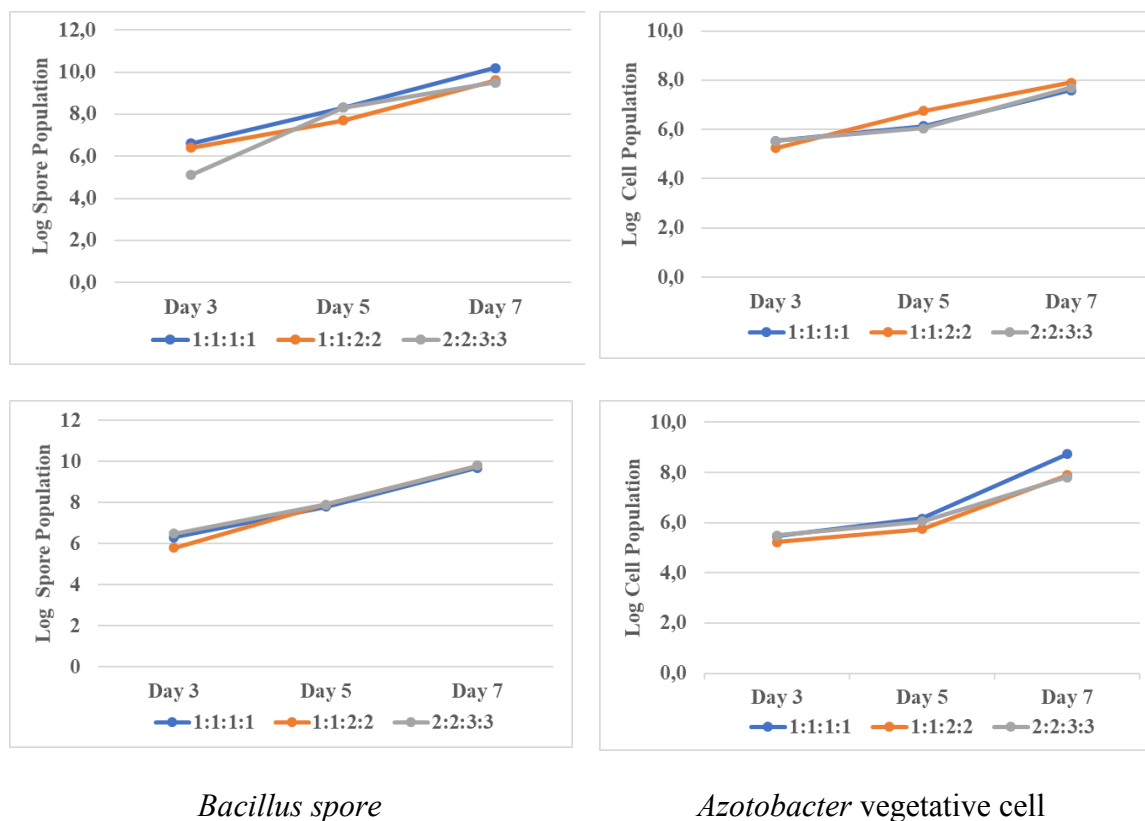 Log Spore Population
12,0
10,0
8,0
6,0
4,0
2,0
0,0
Day 3 Day 5 Day 7
1:1:1:1 1:1:2:2 2:2:3:3
Log Cell Population
10,0
8,0
6,0
4,0
2,0
0,0
Day 3 Day 5 Day 7
1:1:1:1 1:1:2:2 2:2:3:3
Log Spore Population
12
10
8
6
4
2
0
Day 3 Day 5 Day 7
1:1:1:1 1:1:2:2 2:2:3:3
Log Cell Population
10,0
8,0
6,0
4,0
2,0
0,0
Day 3 Day 5 Day 7
1:1:1:1 1:1:2:2 2:2:3:3
Bacillus spore
Azotobacter vegetative cell